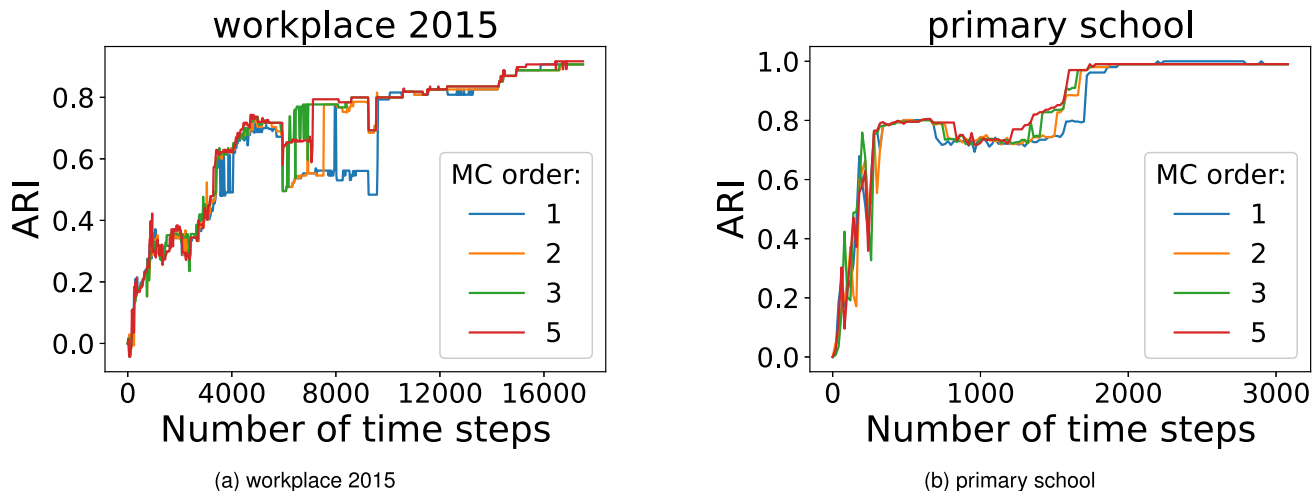 workplace 2015
ARI
0.8
0.6
0.4
0.2
0.0
0
4000
8000
12000
16000
Number of time steps
MC order:
1
2
3
5
(a) workplace 2015
primary school
ARI
1.0
0.8
0.6
0.4
0.2
0.0
0
1000
2000
3000
Number of time steps
MC order:
1
2
3
5
(b) primary school